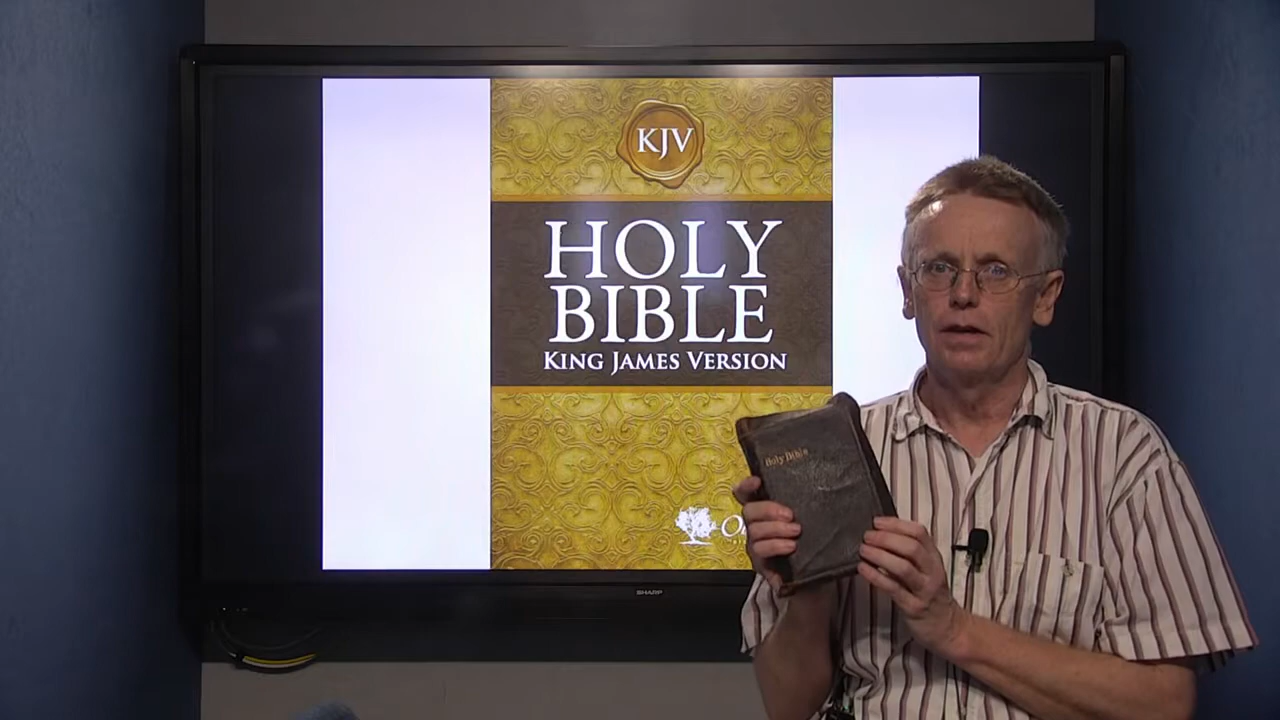 KJV
HOLY
BIBLE
KING JAMES VERSION
Holy Bible
SHARP